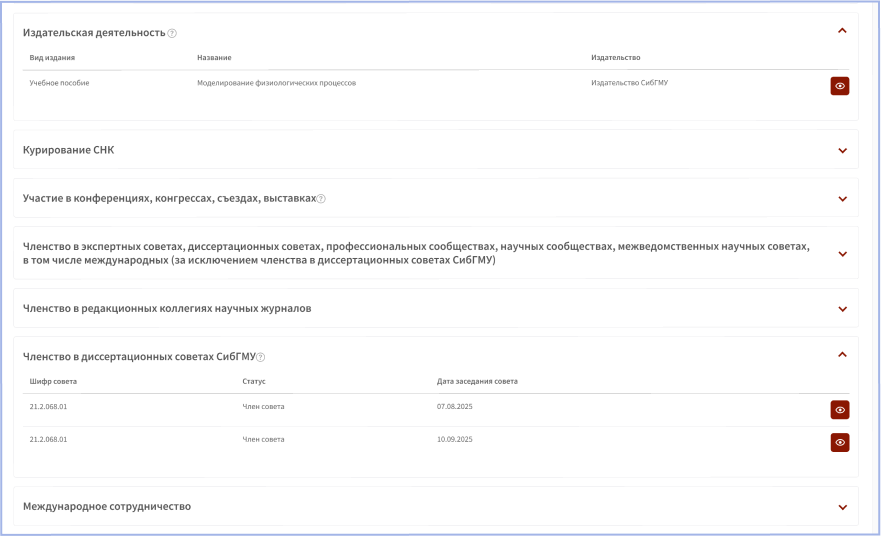 Издательская деятельность ?
Вид издания Название Издательство
Учебное пособие Моделирование физиологических процессов Издательство СибГМУ
Курирование СНК
Участие в конференциях, конгрессах, съездах, выставках ?
Членство в экспертных советах, диссертационных советах, профессиональных сообществах, научных сообществах, межведомственных научных советах,
в том числе международных (за исключением членства в диссертационных советах СибГМУ)
Членство в редакционных коллегиях научных журналов
Членство в диссертационных советах СибГМУ ?
Шифр совета Статус Дата заседания совета
21.2.068.01 Член совета 07.08.2025
21.2.068.01 Член совета 10.09.2025
Международное сотрудничество